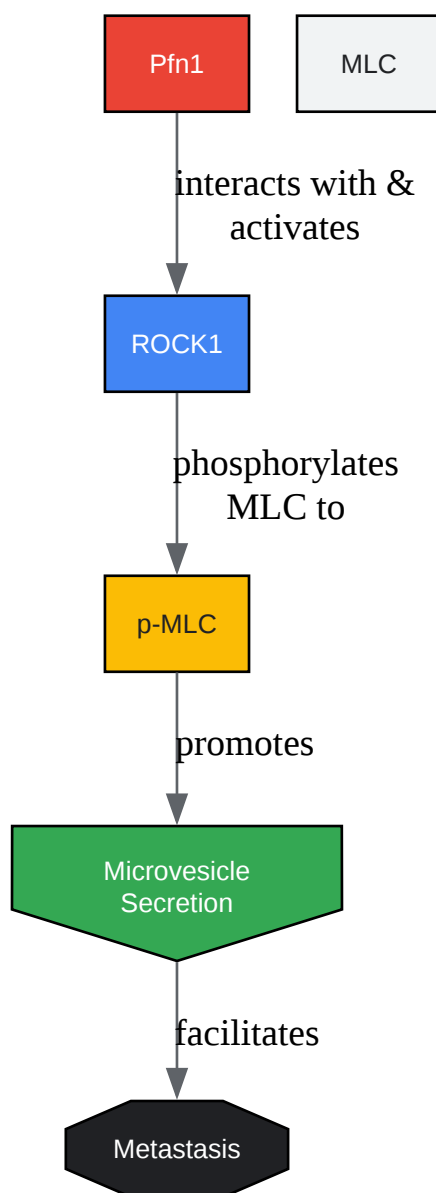 Pfn1
MLC
interacts with &
activates
ROCK1
phosphorylates
MLC to
p-MLC
promotes
Microvesicle
Secretion
facilitates
Metastasis